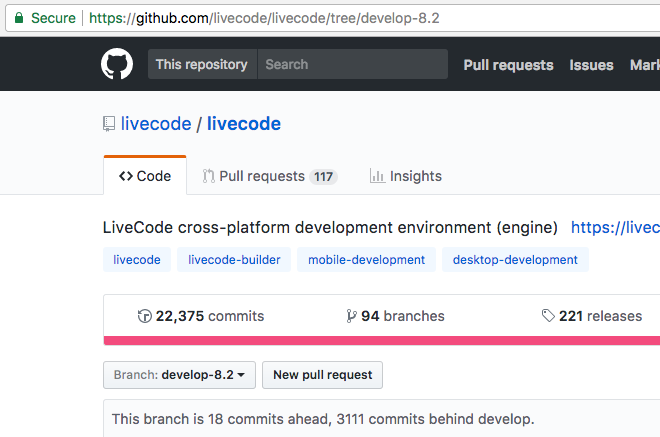 Secure https://github.com/livecode/livecode/tree/develop-8.2
This repository Search Pull requests Issues
livecode / livecode
Code Pull requests 117 Insights
LiveCode cross-platform development environment (engine) https://livec
livecode livecode-builder mobile-development desktop-development
22,375 commits 94 branches 221 releases
Branch: develop-8.2 New pull request
This branch is 18 commits ahead, 3111 commits behind develop.